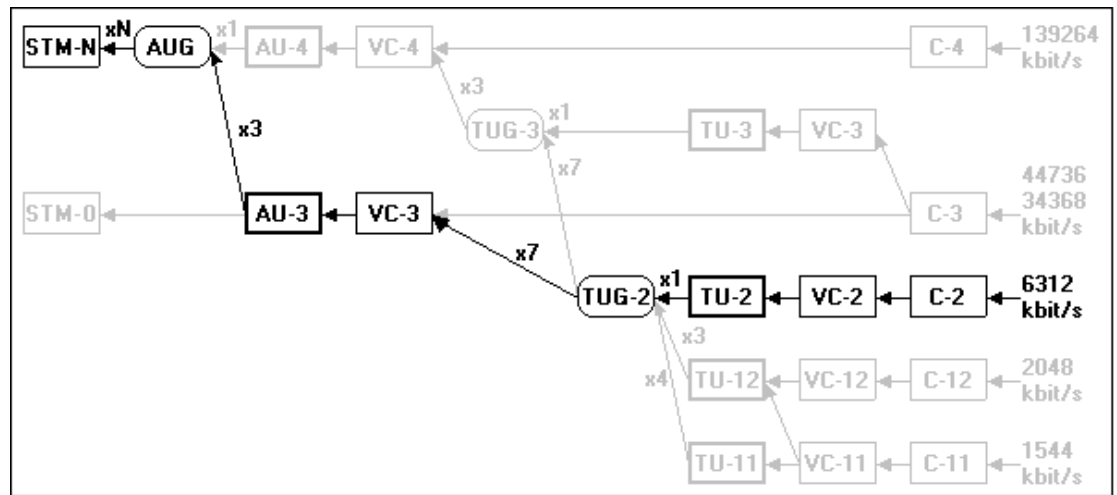 STM-N xN AUG x1 AU-4 VC-4 C-4 139264
kbit/s
x3
TUG-3 x1 TU-3 VC-3
x3
x7
44736
STM-0 AU-3 VC-3 C-3 34368
kbit/s
x7
TUG-2 x1 TU-2 VC-2 C-2 6312
kbit/s
x3
x4 TU-12 VC-12 C-12 2048
kbit/s
TU-11 VC-11 C-11 1544
kbit/s